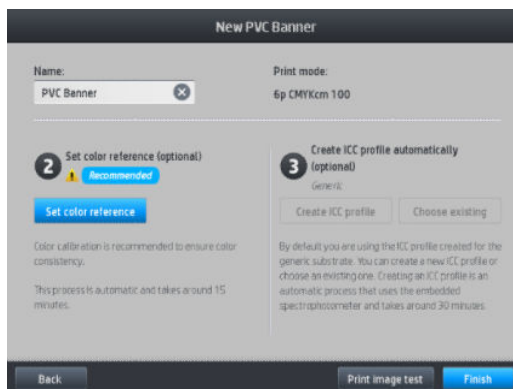 New PVC Banner
Name:
PVC Banner
Print mode:
6p CMYKcm 100
2
Set color reference (optional)
Recommended
Set color reference
Color calibration is recommended to ensure color
consistency.
This process is automatic and takes around 15
minutes.
3
Create ICC profile automatically
(optional)
Generic
Create ICC profile
Choose existing
By default you are using the ICC profile created for the
generic substrate. You can create a new ICC profile or
choose an existing one. Creating an ICC profile is an
automatic process that uses the embedded
spectrophotometer and takes around 30 minutes.
Back
Print image test
Finish